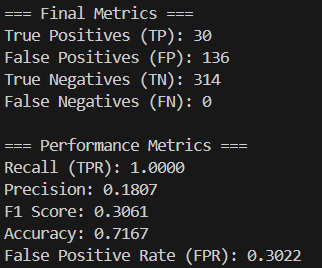 === Final Metrics ===
True Positives (TP): 30
False Positives (FP): 136
True Negatives (TN): 314
False Negatives (FN): 0
=== Performance Metrics ===
Recall (TPR): 1.0000
Precision: 0.1807
F1 Score: 0.3061
Accuracy: 0.7167
False Positive Rate (FPR): 0.3022